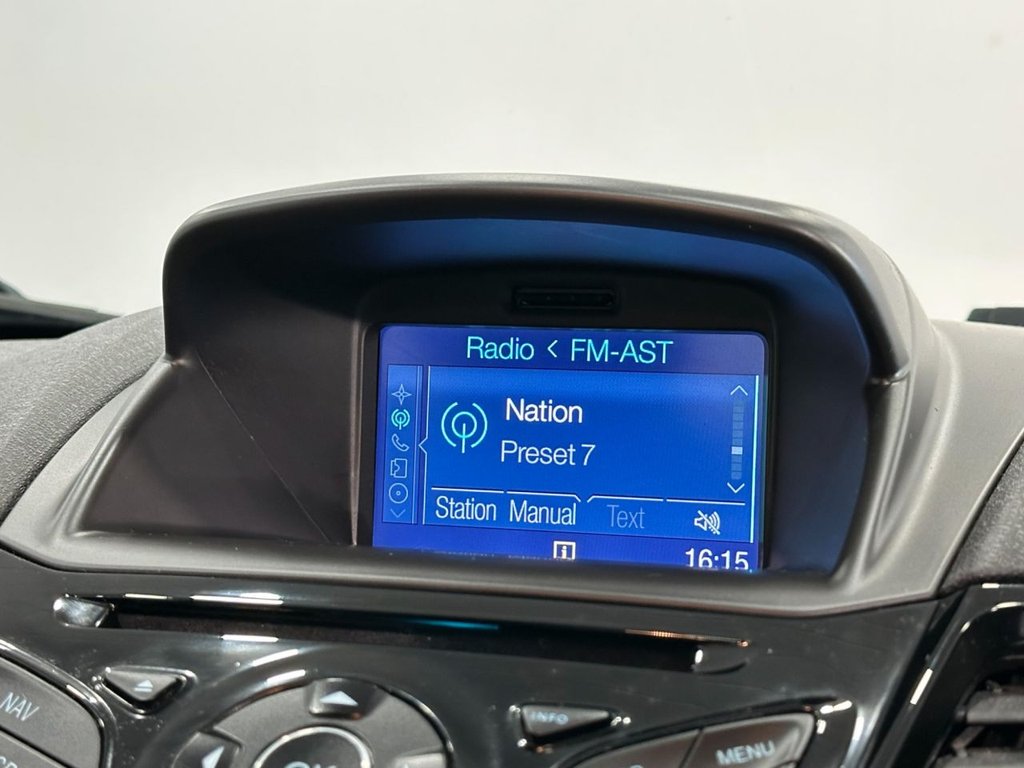 Radio < FM-AST
Nation
Preset 7
Station Manual Text
i 16:15
NAV
INFO
MENU